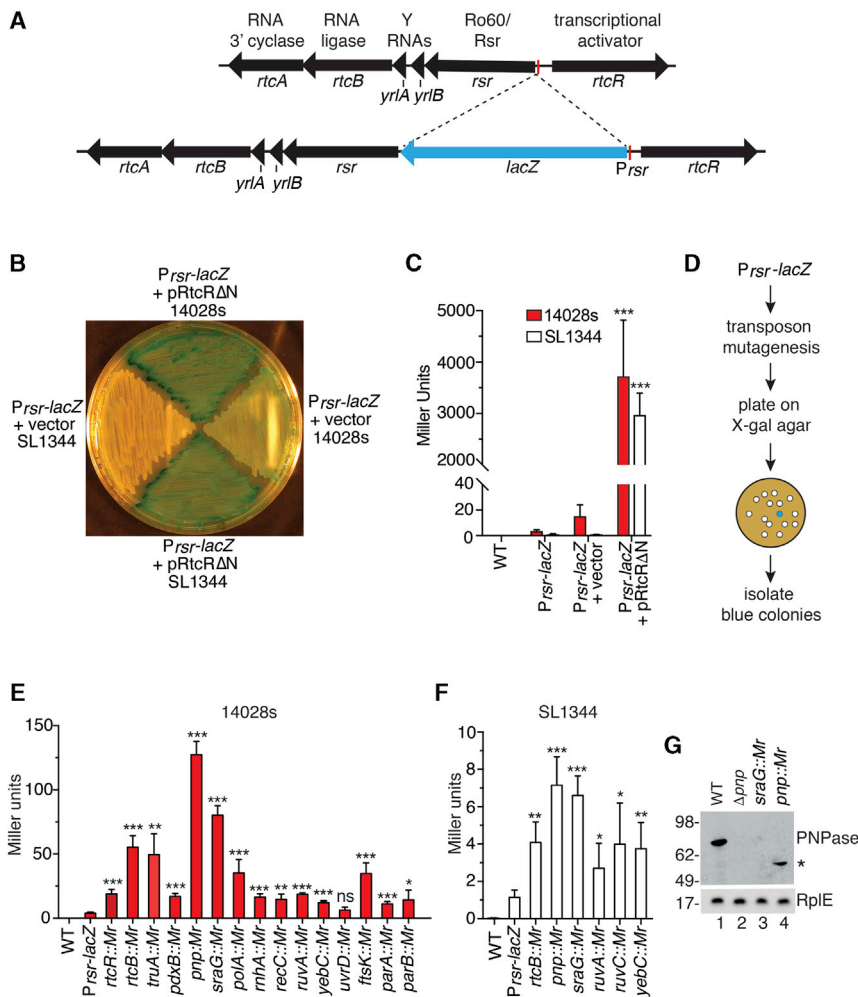 A
RNA
3' cyclase
RNA
ligase
Y
RNAs
Ro60/
Rsr
transcriptional
activator
rtcA
rtcB
yrlA
yrlB
rsr
rtcR
rtcA
rtcB
yrlA
yrlB
rsr
lacZ
Prsr
rtcR
B
Prsr-lacZ
+ pRtcRΔN
14028s
Prsr-lacZ
+ vector
SL1344
Prsr-lacZ
+ vector
14028s
Prsr-lacZ
+ pRtcRΔN
SL1344
C
Miller Units
5000
4000
3000
2000
40
20
0
14028s
SL1344
***
***
WT
Prsr-lacZ
Prsr-lacZ
+ vector
Prsr-lacZ
+ pRtcRΔN
D
Prsr-lacZ
transposon
mutagenesis
plate on
X-gal agar
isolate
blue colonies
E
14028s
Miller units
150
100
50
0
***
***
**
***
***
***
***
***
**
***
***
ns
***
***
*
WT
Prsr-lacZ
rtcR::Mr
rtcB::Mr
truA::Mr
pdxB::Mr
pnp:Mr
sraG::Mr
polA::Mr
rnhA::Mr
recC::Mr
ruvA::Mr
yebC::Mr
uvrD::Mr
ftsK::Mr
parA::Mr
parB::Mr
F
SL1344
Miller units
10
8
6
4
2
0
**
***
***
*
*
**
WT
Prsr-lacZ
rtcB::Mr
pnp::Mr
sraG::Mr
ruvA::Mr
ruvC::Mr
yebC::Mr
G
WT
Δpnp
sraG::Mr
pnp::Mr
98-
62-
49-
17-
PNPase
*
RplE
1 2 3 4